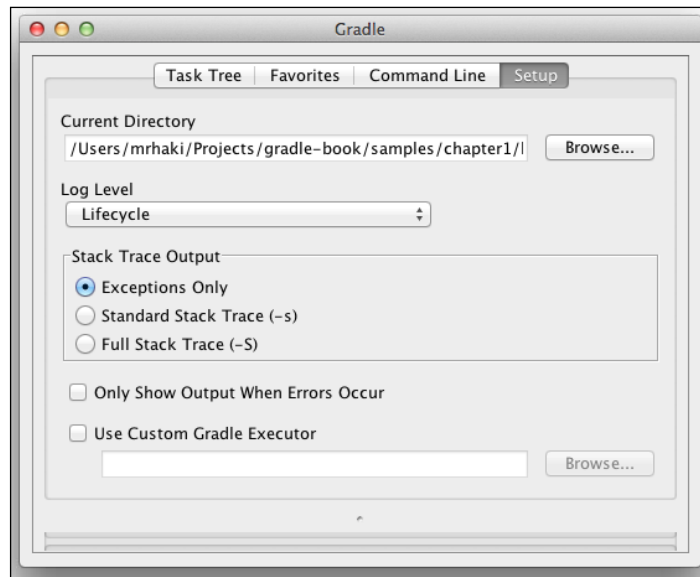 Gradle
Task Tree Favorites Command Line Setup
Current Directory
/Users/mrhaki/Projects/gradle-book/samples/chapter1/
Browse...
Log Level
Lifecycle
Stack Trace Output
Exceptions Only
Standard Stack Trace (-s)
Full Stack Trace (-S)
Only Show Output When Errors Occur
Use Custom Gradle Executor
Browse...